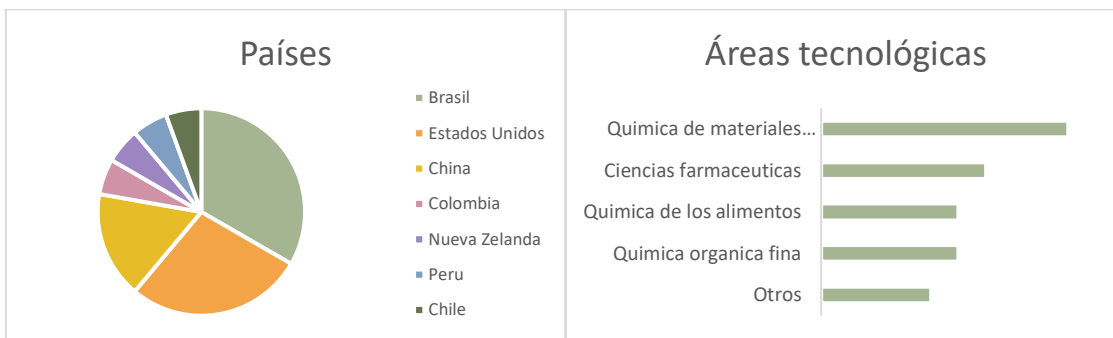 Países
Brasil
Estados Unidos
China
Colombia
Nueva Zelanda
Peru
Chile
Áreas tecnológicas
Quimica de materiales...
Ciencias farmaceuticas
Quimica de los alimentos
Quimica organica fina
Otros